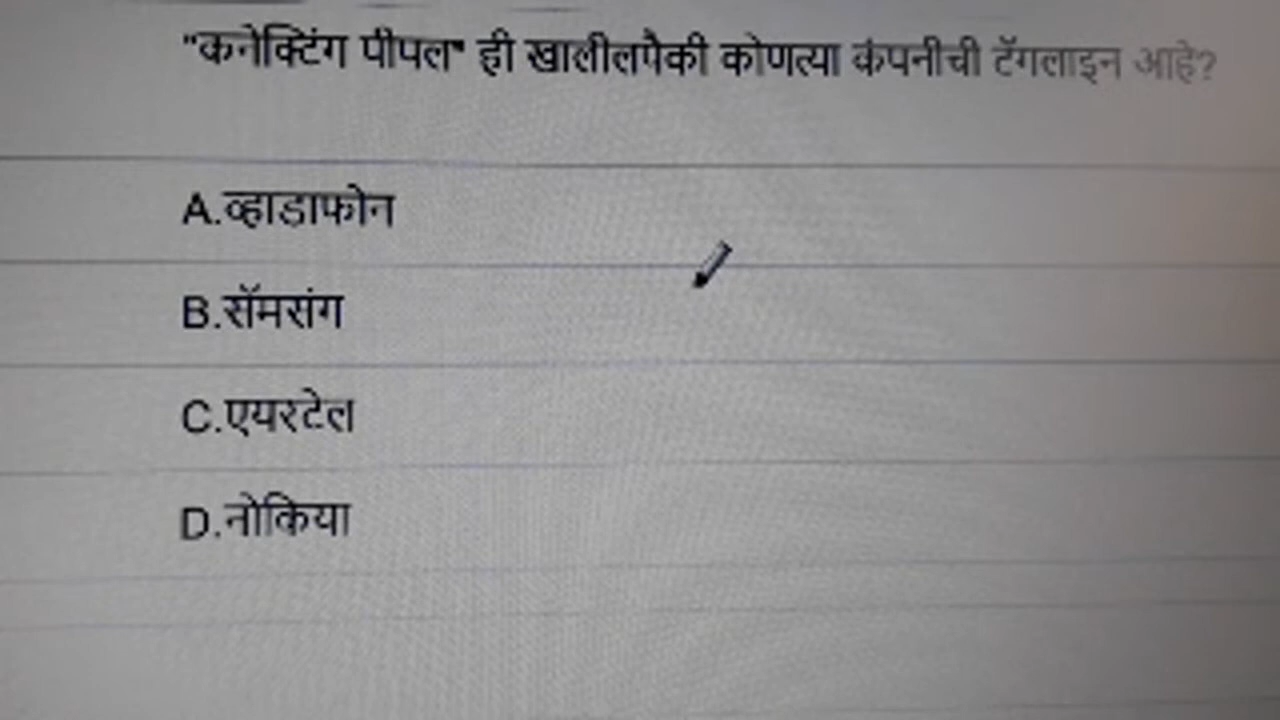 "कनेक्टिंग पीपल" ही खालीलपैकी कोणत्या कंपनीची टॅगलाइन आहे?
A.व्हाडाफोन
B.सॅमसंग
C.एयरटेल
D.नोकिया